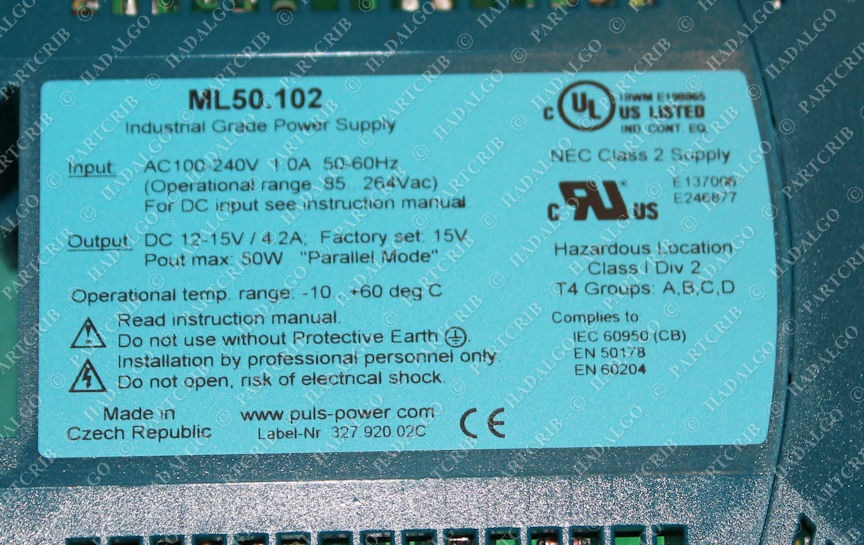 ML50.102
Industrial Grade Power Supply
Input: AC100-240V 1.0A 50-60Hz
(Operational range: 85...264Vac)
For DC input see instruction manual
Output: DC 12-15V / 4.2A; Factory set: 15V
Pout max: 50W "Parallel Mode"
Operational temp. range: -10...+60 deg C
Read instruction manual.
Do not use without Protective Earth
Installation by professional personnel only.
Do not open, risk of electrical shock.
Made in
Czech Republic
www.puls-power.com
Label-Nr. 327.920.02C
CE
C UL US LISTED
E198865
IND. CONT. EQ.
NEC Class 2 Supply
C RU US
E246877
Hazardous Location
Class I Div 2
T4 Groups: A,B,C,D
Complies to:
IEC 60950 (CB)
EN 50178
EN 60204
© HADALGO PARTCRIB